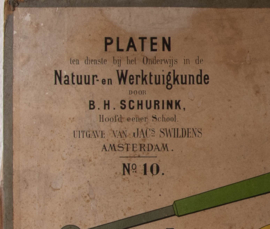 PLATEN
ten dienste bij het Onderwijs in de
Natuur- en Werktuigkunde
DOOR
B. H. SCHURINK,
Hoofd eener School.
UITGAVE VAN JACS SWILDENS
AMSTERDAM.
No 10.